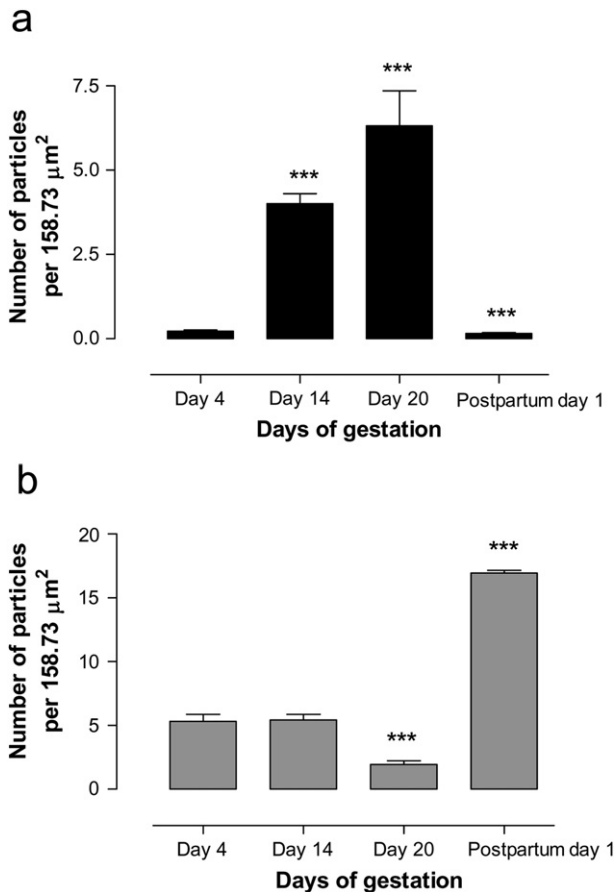 a
Number of particles
per 158.73 μm²
7.5
5.0
2.5
0.0
***
***
***
Day 4 Day 14 Day 20 Postpartum day 1
Days of gestation
b
Number of particles
per 158.73 μm²
20
15
10
5
0
***
***
Day 4 Day 14 Day 20 Postpartum day 1
Days of gestation